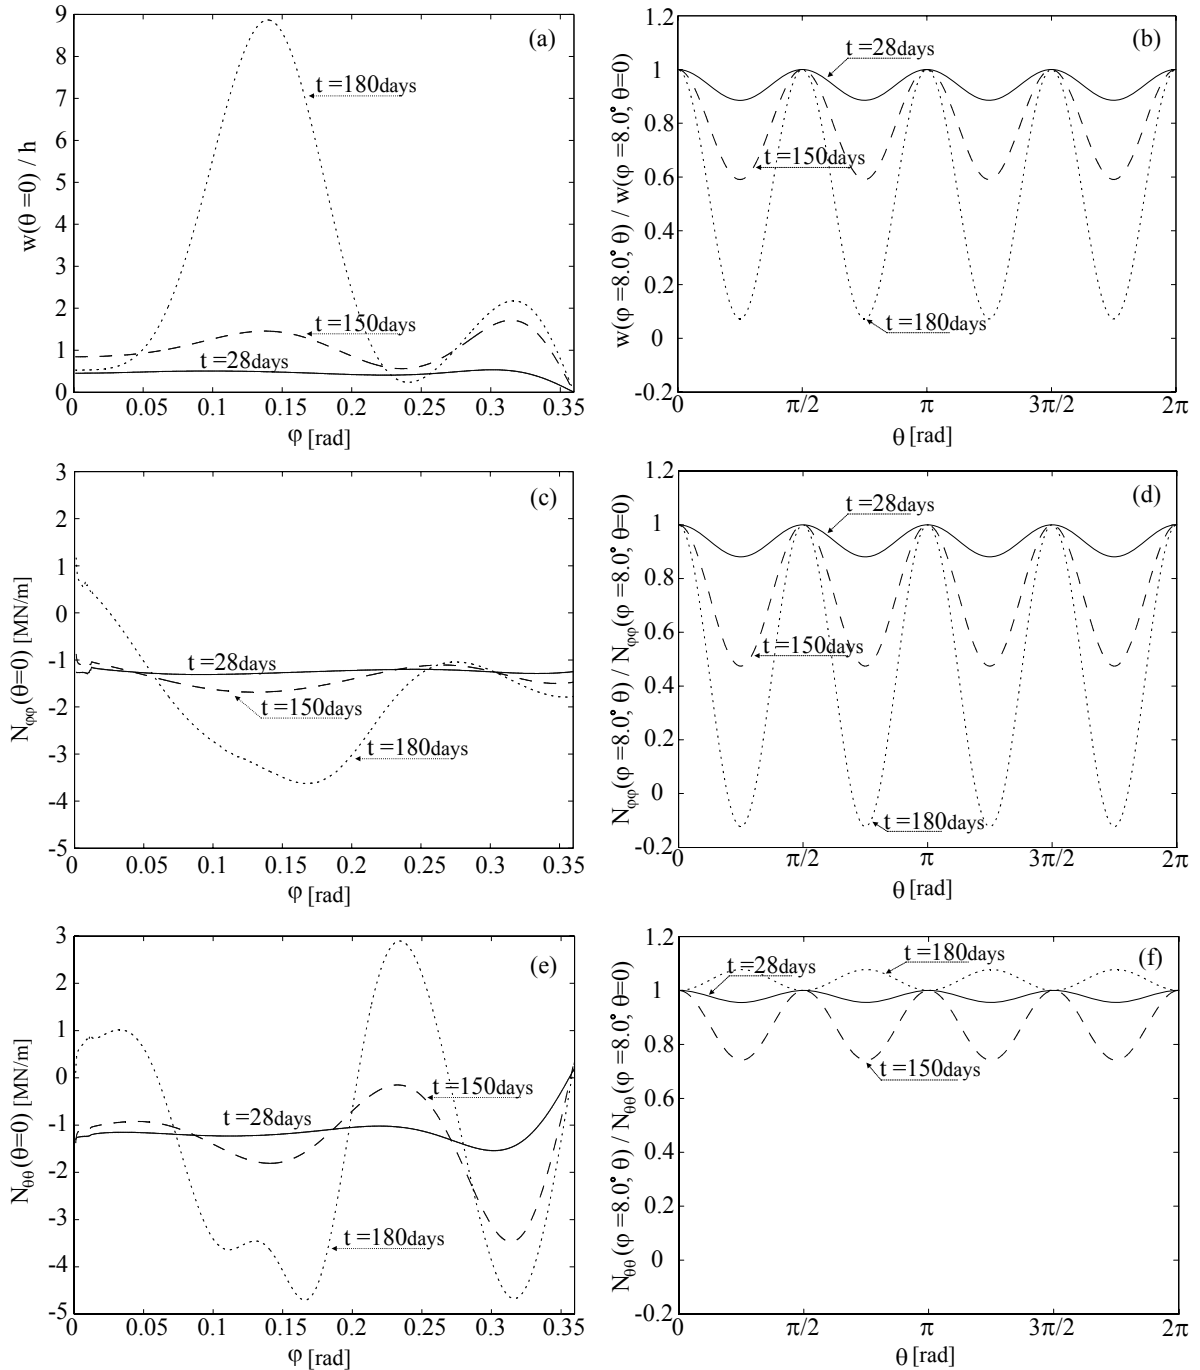 (a)
9
8
7
6
5
4
3
2
1
0
w(θ =0) / h
t =180days
t =150days
t =28days
0 0.05 0.1 0.15 0.2 0.25 0.3 0.35
φ [rad]
(b)
1.2
1
0.8
0.6
0.4
0.2
0
-0.2
w(φ =8.0°, θ) / w(φ =8.0°, θ=0)
t =28days
t =150days
t =180days
0 π/2 π 3π/2 2π
θ [rad]
(c)
3
2
1
0
-1
-2
-3
-4
-5
Nφφ(θ=0) [MN/m]
t =28days
t =150days
t =180days
0 0.05 0.1 0.15 0.2 0.25 0.3 0.35
φ [rad]
(d)
1.2
1
0.8
0.6
0.4
0.2
0
-0.2
Nφφ(φ =8.0°, θ) / Nφφ(φ =8.0°, θ=0)
t =28days
t =150days
t =180days
0 π/2 π 3π/2 2π
θ [rad]
(e)
3
2
1
0
-1
-2
-3
-4
-5
Nθθ(θ=0) [MN/m]
t =150days
t =28days
t =180days
0 0.05 0.1 0.15 0.2 0.25 0.3 0.35
φ [rad]
(f)
1.2
1
0.8
0.6
0.4
0.2
0
-0.2
Nθθ(φ =8.0°, θ) / Nθθ(φ =8.0°, θ=0)
t =180days
t =28days
t =150days
0 π/2 π 3π/2 2π
θ [rad]